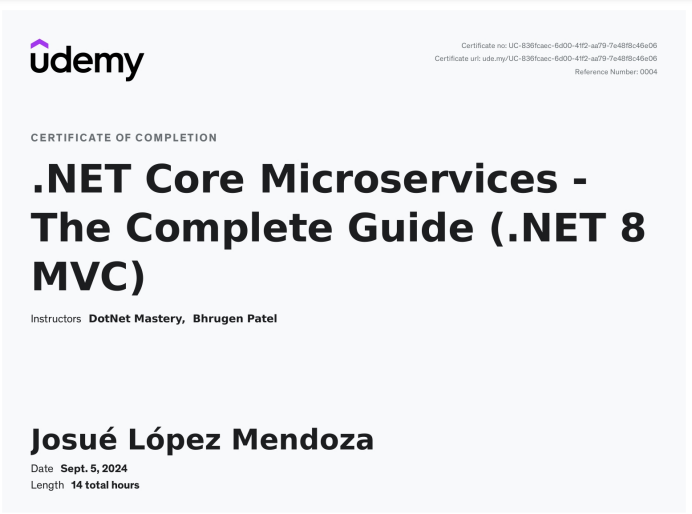 udemy
Certificate no: UC-836fcaec-6d00-41f2-aa79-7e48f8c46e06
Certificate url: ude.my/UC-836fcaec-6d00-41f2-aa79-7e48f8c46e06
Reference Number: 0004
CERTIFICATE OF COMPLETION
.NET Core Microservices -
The Complete Guide (.NET 8
MVC)
Instructors DotNet Mastery, Bhrugen Patel
Josué López Mendoza
Date Sept. 5, 2024
Length 14 total hours